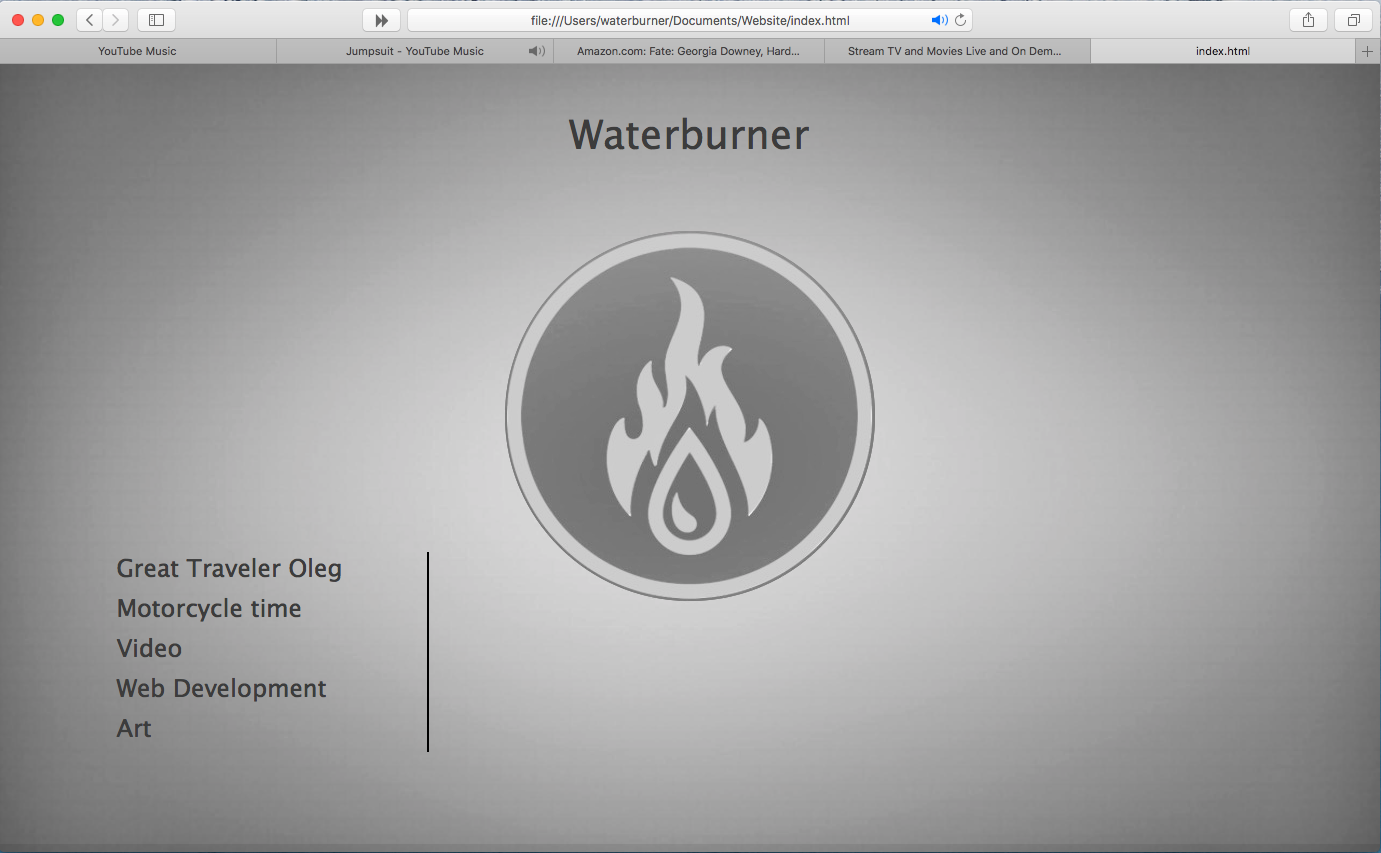 file:///Users/waterburner/Documents/Website/index.html
YouTube Music
Jumpsuit - YouTube Music
Amazon.com: Fate: Georgia Downey, Hard...
Stream TV and Movies Live and On Dem...
index.html
Waterburner
Great Traveler Oleg
Motorcycle time
Video
Web Development
Art